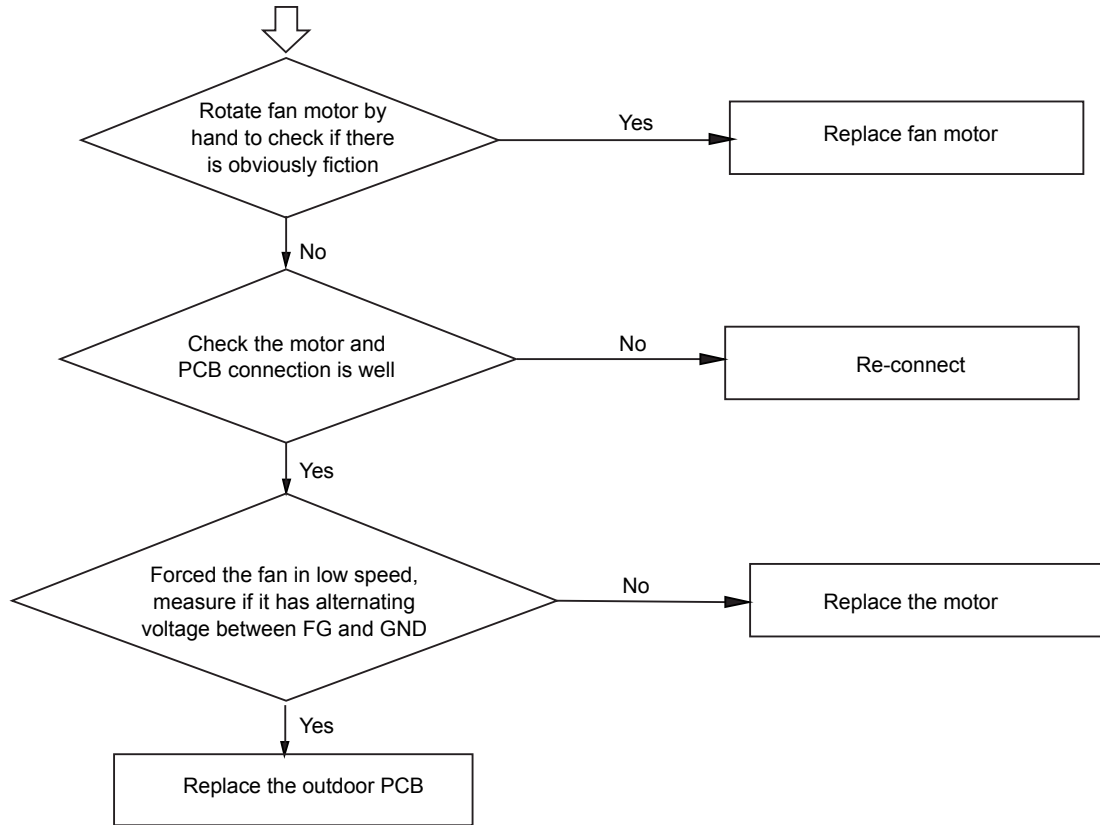 Rotate fan motor by
hand to check if there
is obviously fiction
Yes
Replace fan motor
No
Check the motor and
PCB connection is well
No
Re-connect
Yes
Forced the fan in low speed,
measure if it has alternating
voltage between FG and GND
No
Replace the motor
Yes
Replace the outdoor PCB